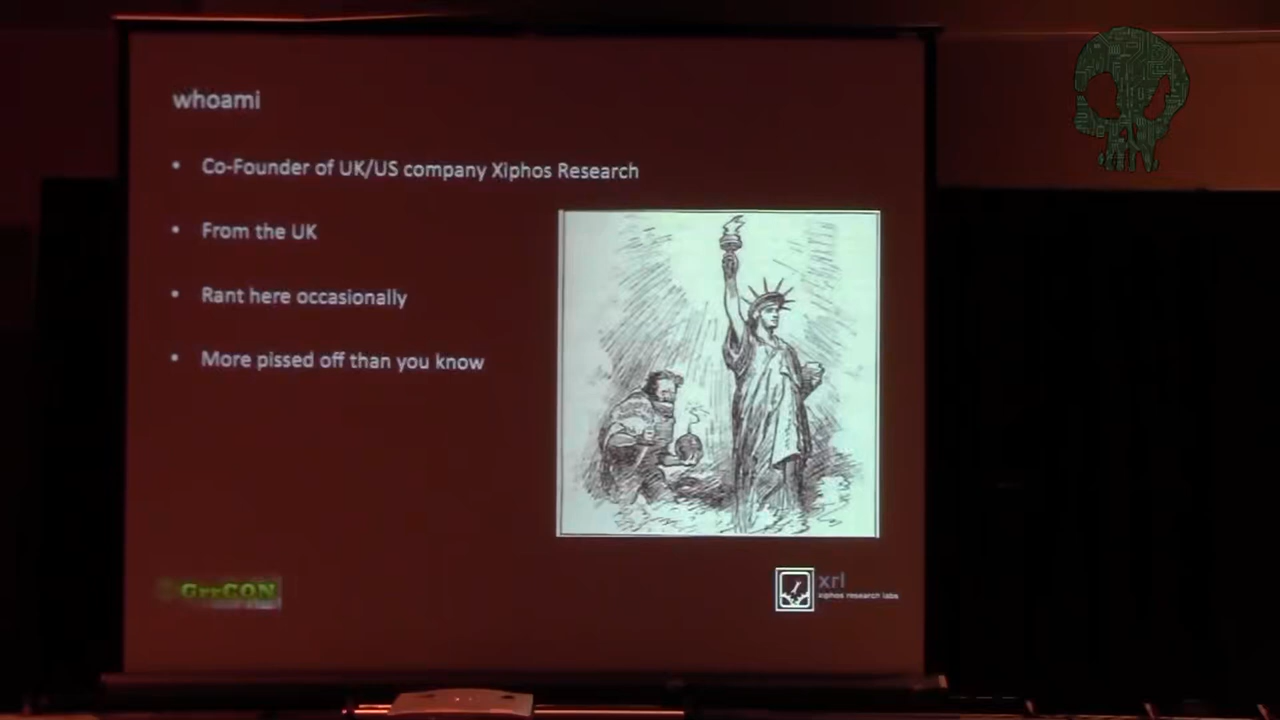 whoami
• Co-Founder of UK/US company Xiphos Research
• From the UK
• Rant here occasionally
• More pissed off than you know
GrrCON
xrl
xiphos research labs